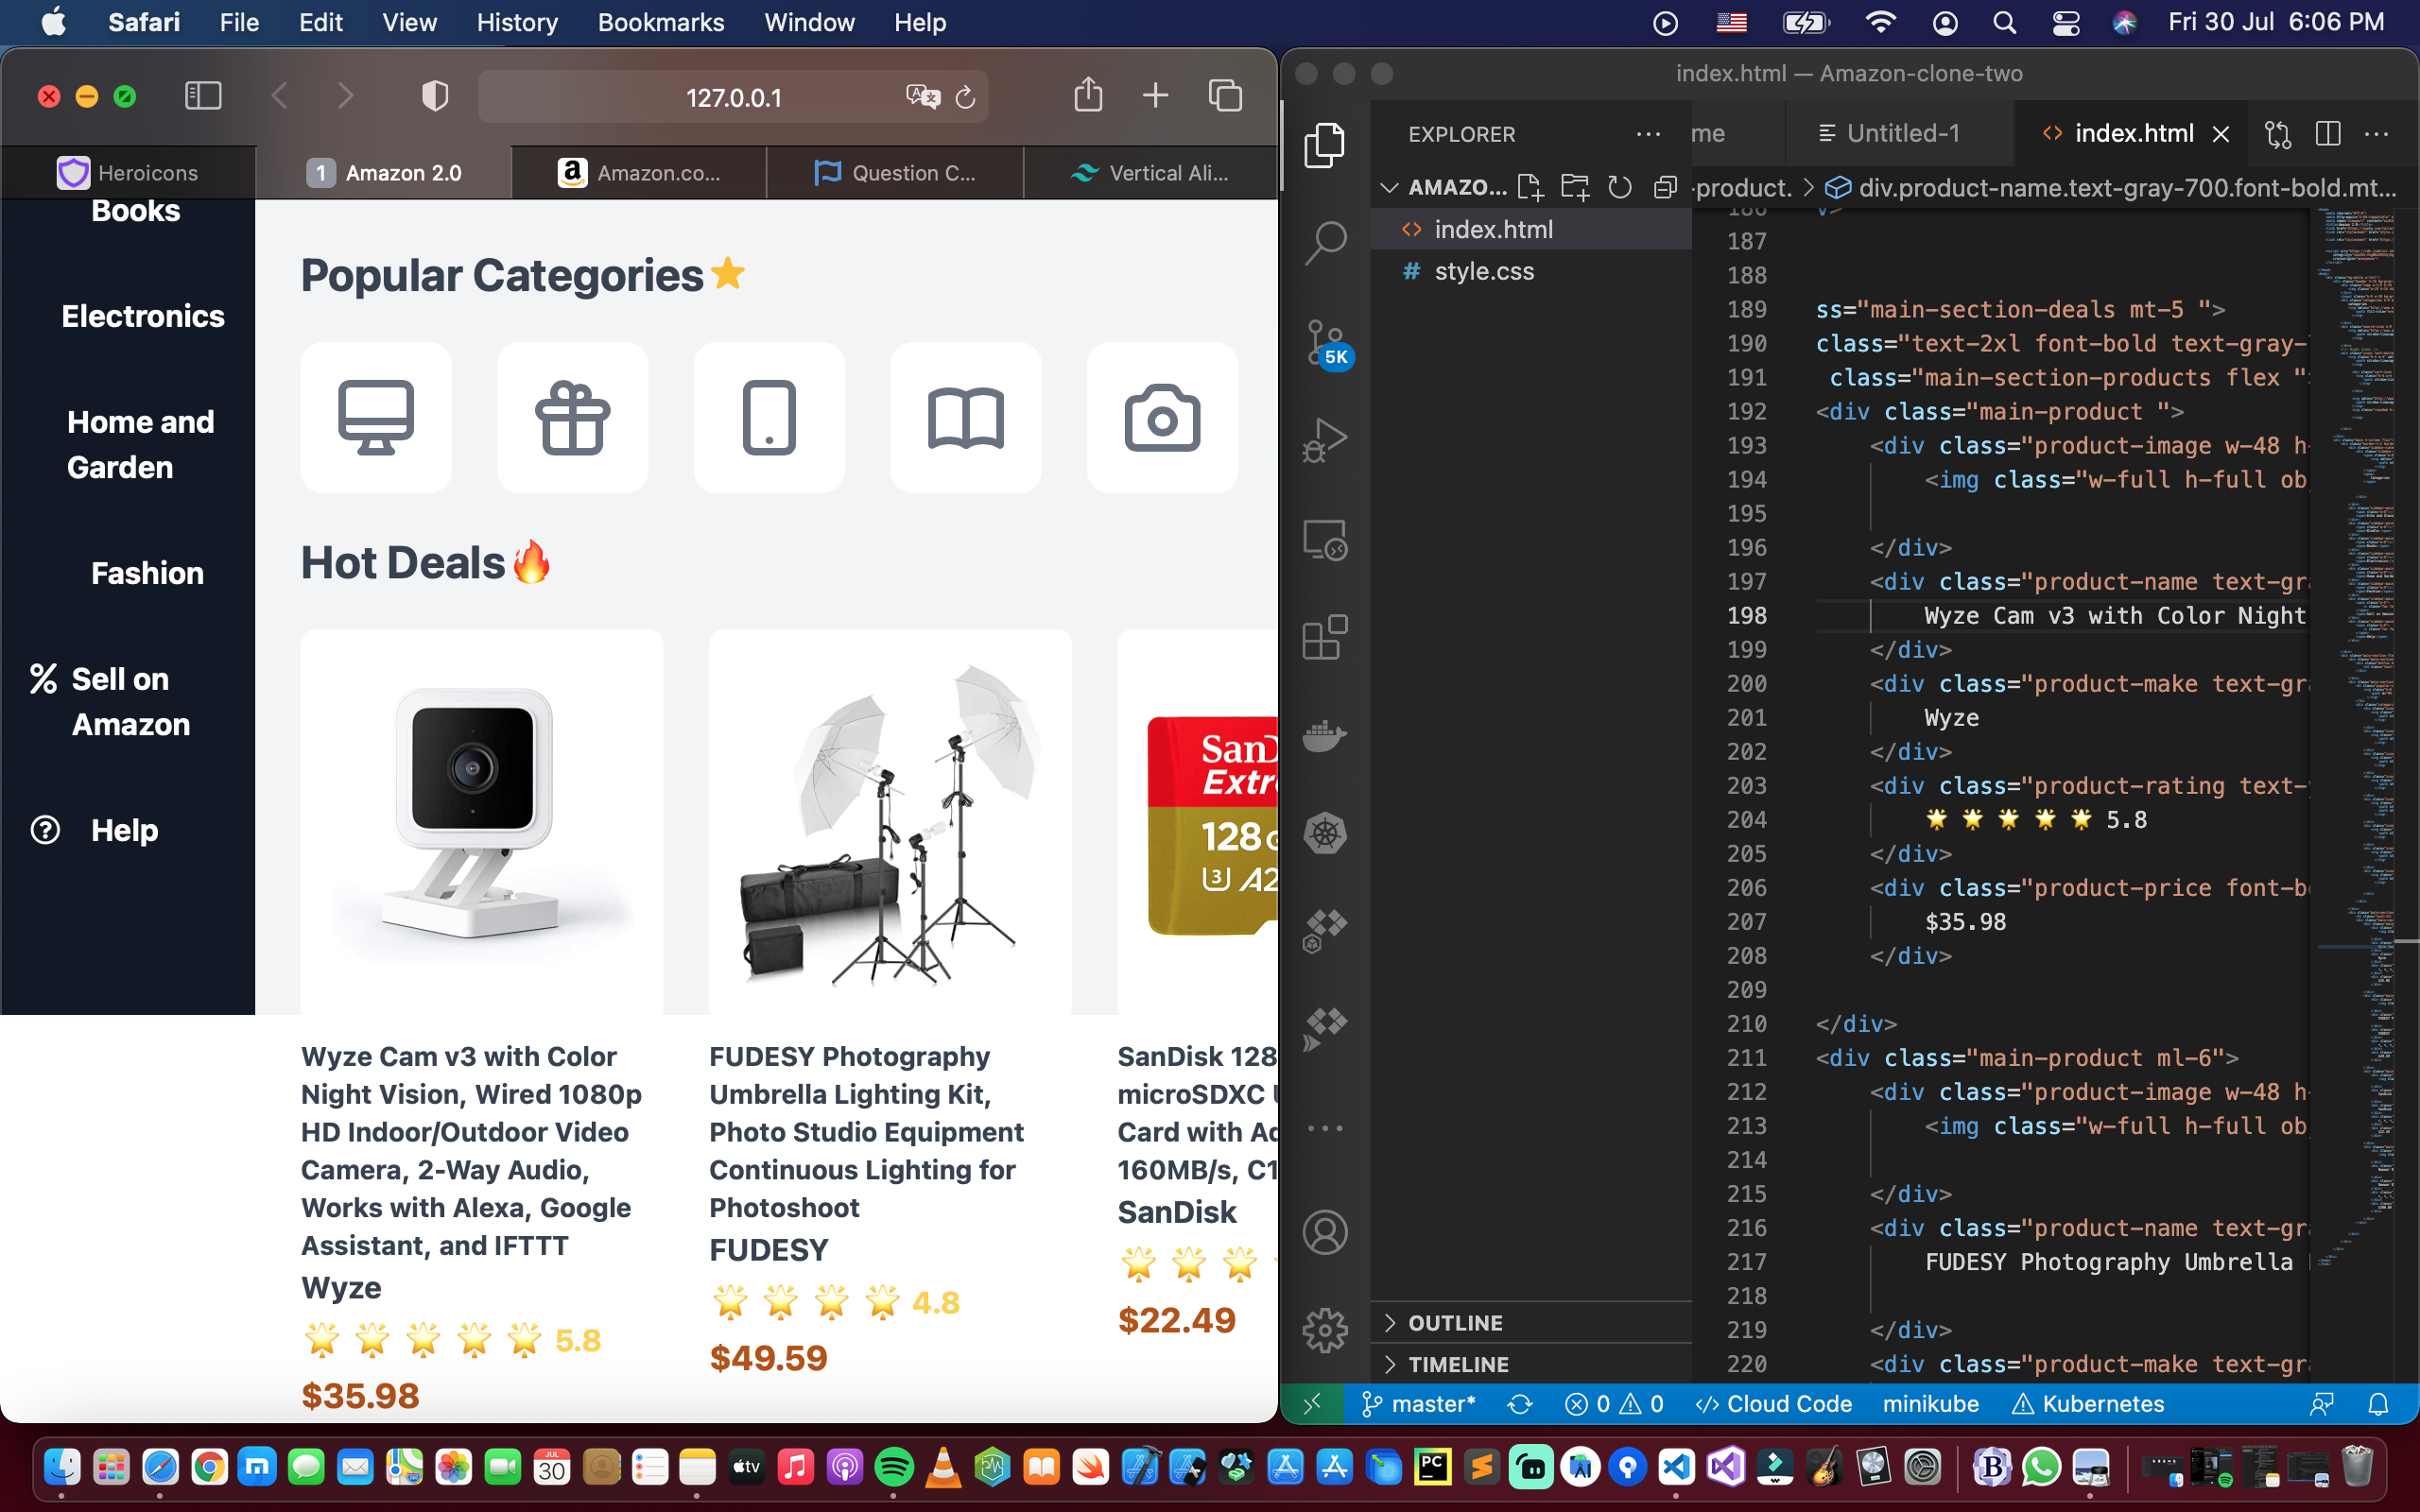 Safari File Edit View History Bookmarks Window Help Fri 30 Jul 6:06 PM
127.0.0.1
Heroicons 1 Amazon 2.0 a Amazon.co... Question C... Vertical Ali...
Books
Electronics
Home and
Garden
Fashion
% Sell on
Amazon
Help
Popular Categories⭐
Hot Deals🔥
SanD
Extr
128G
U3 A2
Wyze Cam v3 with Color
Night Vision, Wired 1080p
HD Indoor/Outdoor Video
Camera, 2-Way Audio,
Works with Alexa, Google
Assistant, and IFTTT
Wyze
🌟 🌟 🌟 🌟 🌟 5.8
$35.98
FUDESY Photography
Umbrella Lighting Kit,
Photo Studio Equipment
Continuous Lighting for
Photoshoot
FUDESY
🌟 🌟 🌟 🌟 4.8
$49.59
SanDisk 128
microSDXC
Card with Ad
160MB/s, C1
SanDisk
🌟 🌟 🌟
$22.49
index.html — Amazon-clone-two
EXPLORER ··· me Untitled-1 <> index.html
AMAZO... -product. > div.product-name.text-gray-700.font-bold.mt...
<> index.html
# style.css
5K
OUTLINE
TIMELINE
186 v>
187
188
189 ss="main-section-deals mt-5 ">
190 class="text-2xl font-bold text-gray-
191 class="main-section-products flex "
192 <div class="main-product ">
193 <div class="product-image w-48 h-
194 <img class="w-full h-full ob
195
196 </div>
197 <div class="product-name text-gra
198 Wyze Cam v3 with Color Night
199 </div>
200 <div class="product-make text-gra
201 Wyze
202 </div>
203 <div class="product-rating text-y
204 🌟 🌟 🌟 🌟 🌟 5.8
205 </div>
206 <div class="product-price font-bo
207 $35.98
208 </div>
209
210 </div>
211 <div class="main-product ml-6">
212 <div class="product-image w-48 h-
213 <img class="w-full h-full ob
214
215 </div>
216 <div class="product-name text-gra
217 FUDESY Photography Umbrella
218
219 </div>
220 <div class="product-make text-gra
master* 0 0 </> Cloud Code minikube Kubernetes
JUL
30
tv
PC
B